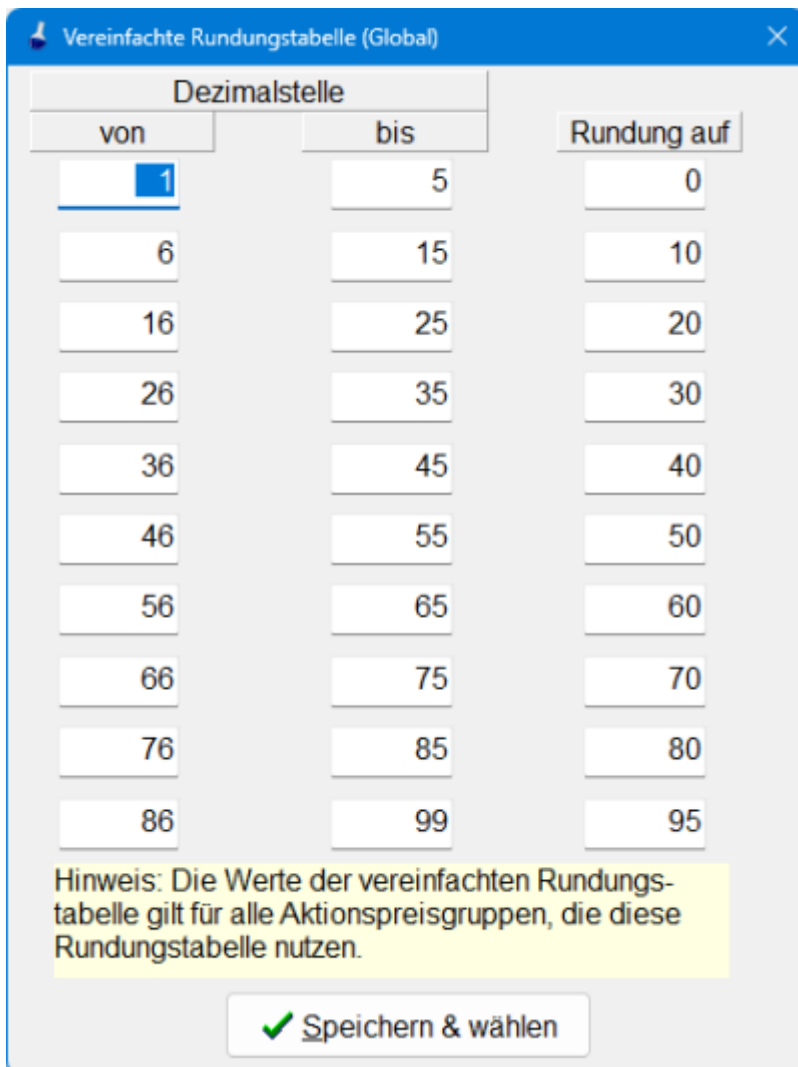 Vereinfachte Rundungstabelle (Global)
Dezimalstelle
von bis Rundung auf
1 5 0
6 15 10
16 25 20
26 35 30
36 45 40
46 55 50
56 65 60
66 75 70
76 85 80
86 99 95
Hinweis: Die Werte der vereinfachten Rundungs-
tabelle gilt für alle Aktionspreisgruppen, die diese
Rundungstabelle nutzen.
Speichern & wählen